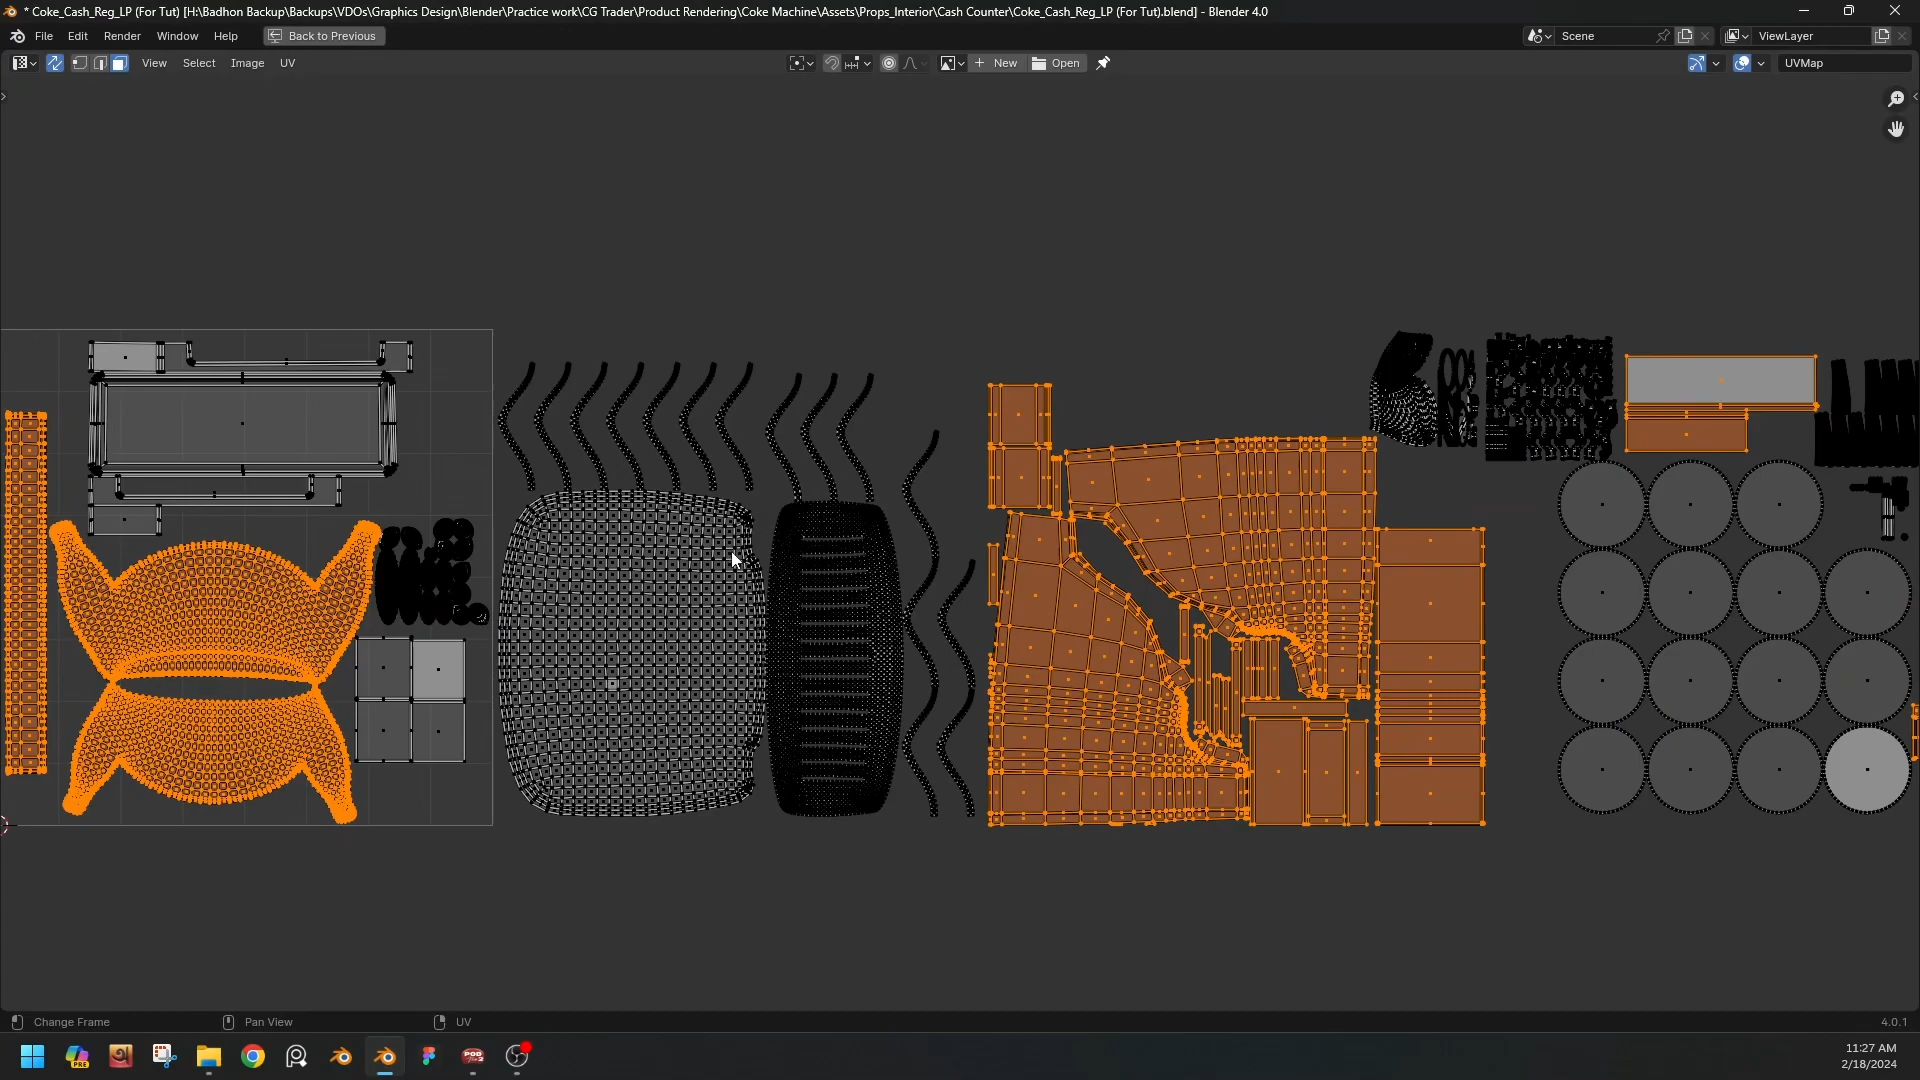 * Coke_Cash_Reg_LP (For Tut) [H:\Badhon Backup\Backups\VDOs\Graphics Design\Blender\Practice work\CG Trader\Product Rendering\Coke Machine\Assets\Props_Interior\Cash Counter\Coke_Cash_Reg_LP (For Tut).blend] - Blender 4.0
File Edit Render Window Help Back to Previous Scene ViewLayer
View Select Image UV New Open UVMap
Change Frame Pan View UV 4.0.1
PRE POD 2
11:27 AM
2/18/2024